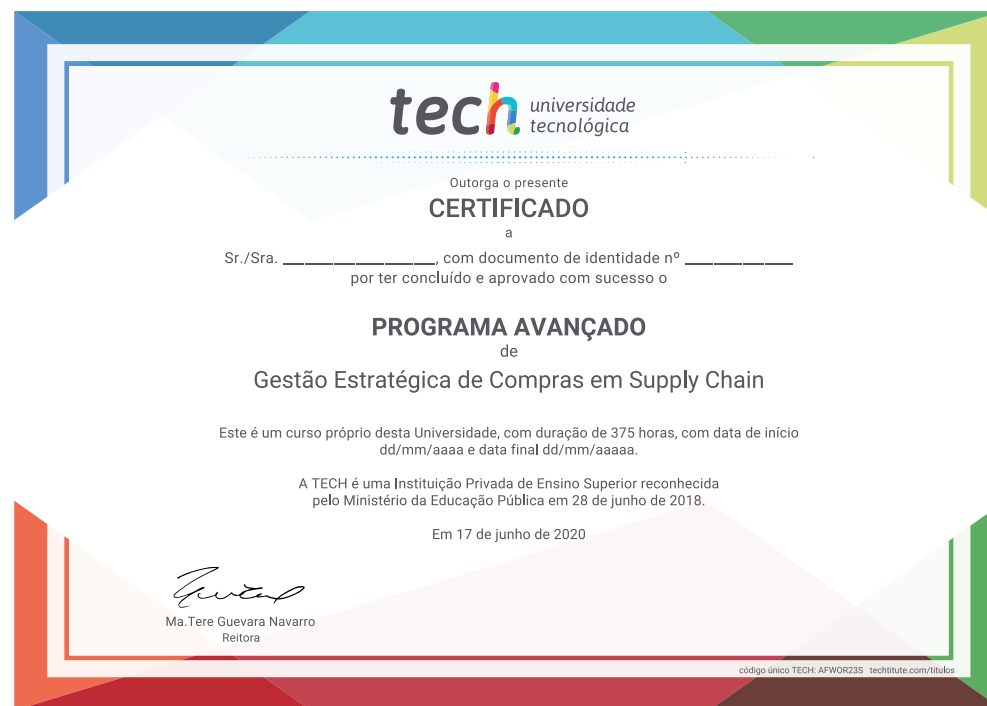 tech universidade
tecnológica
Outorga o presente
CERTIFICADO
a
Sr./Sra. ____________________, com documento de identidade nº ______________
por ter concluído e aprovado com sucesso o
PROGRAMA AVANÇADO
de
Gestão Estratégica de Compras em Supply Chain
Este é um curso próprio desta Universidade, com duração de 375 horas, com data de início
dd/mm/aaaa e data final dd/mm/aaaaa.
A TECH é uma Instituição Privada de Ensino Superior reconhecida
pelo Ministério da Educação Pública em 28 de junho de 2018.
Em 17 de junho de 2020
Ma.Tere Guevara Navarro
Reitora
código único TECH: AFWOR23S techtitute.com/titulos